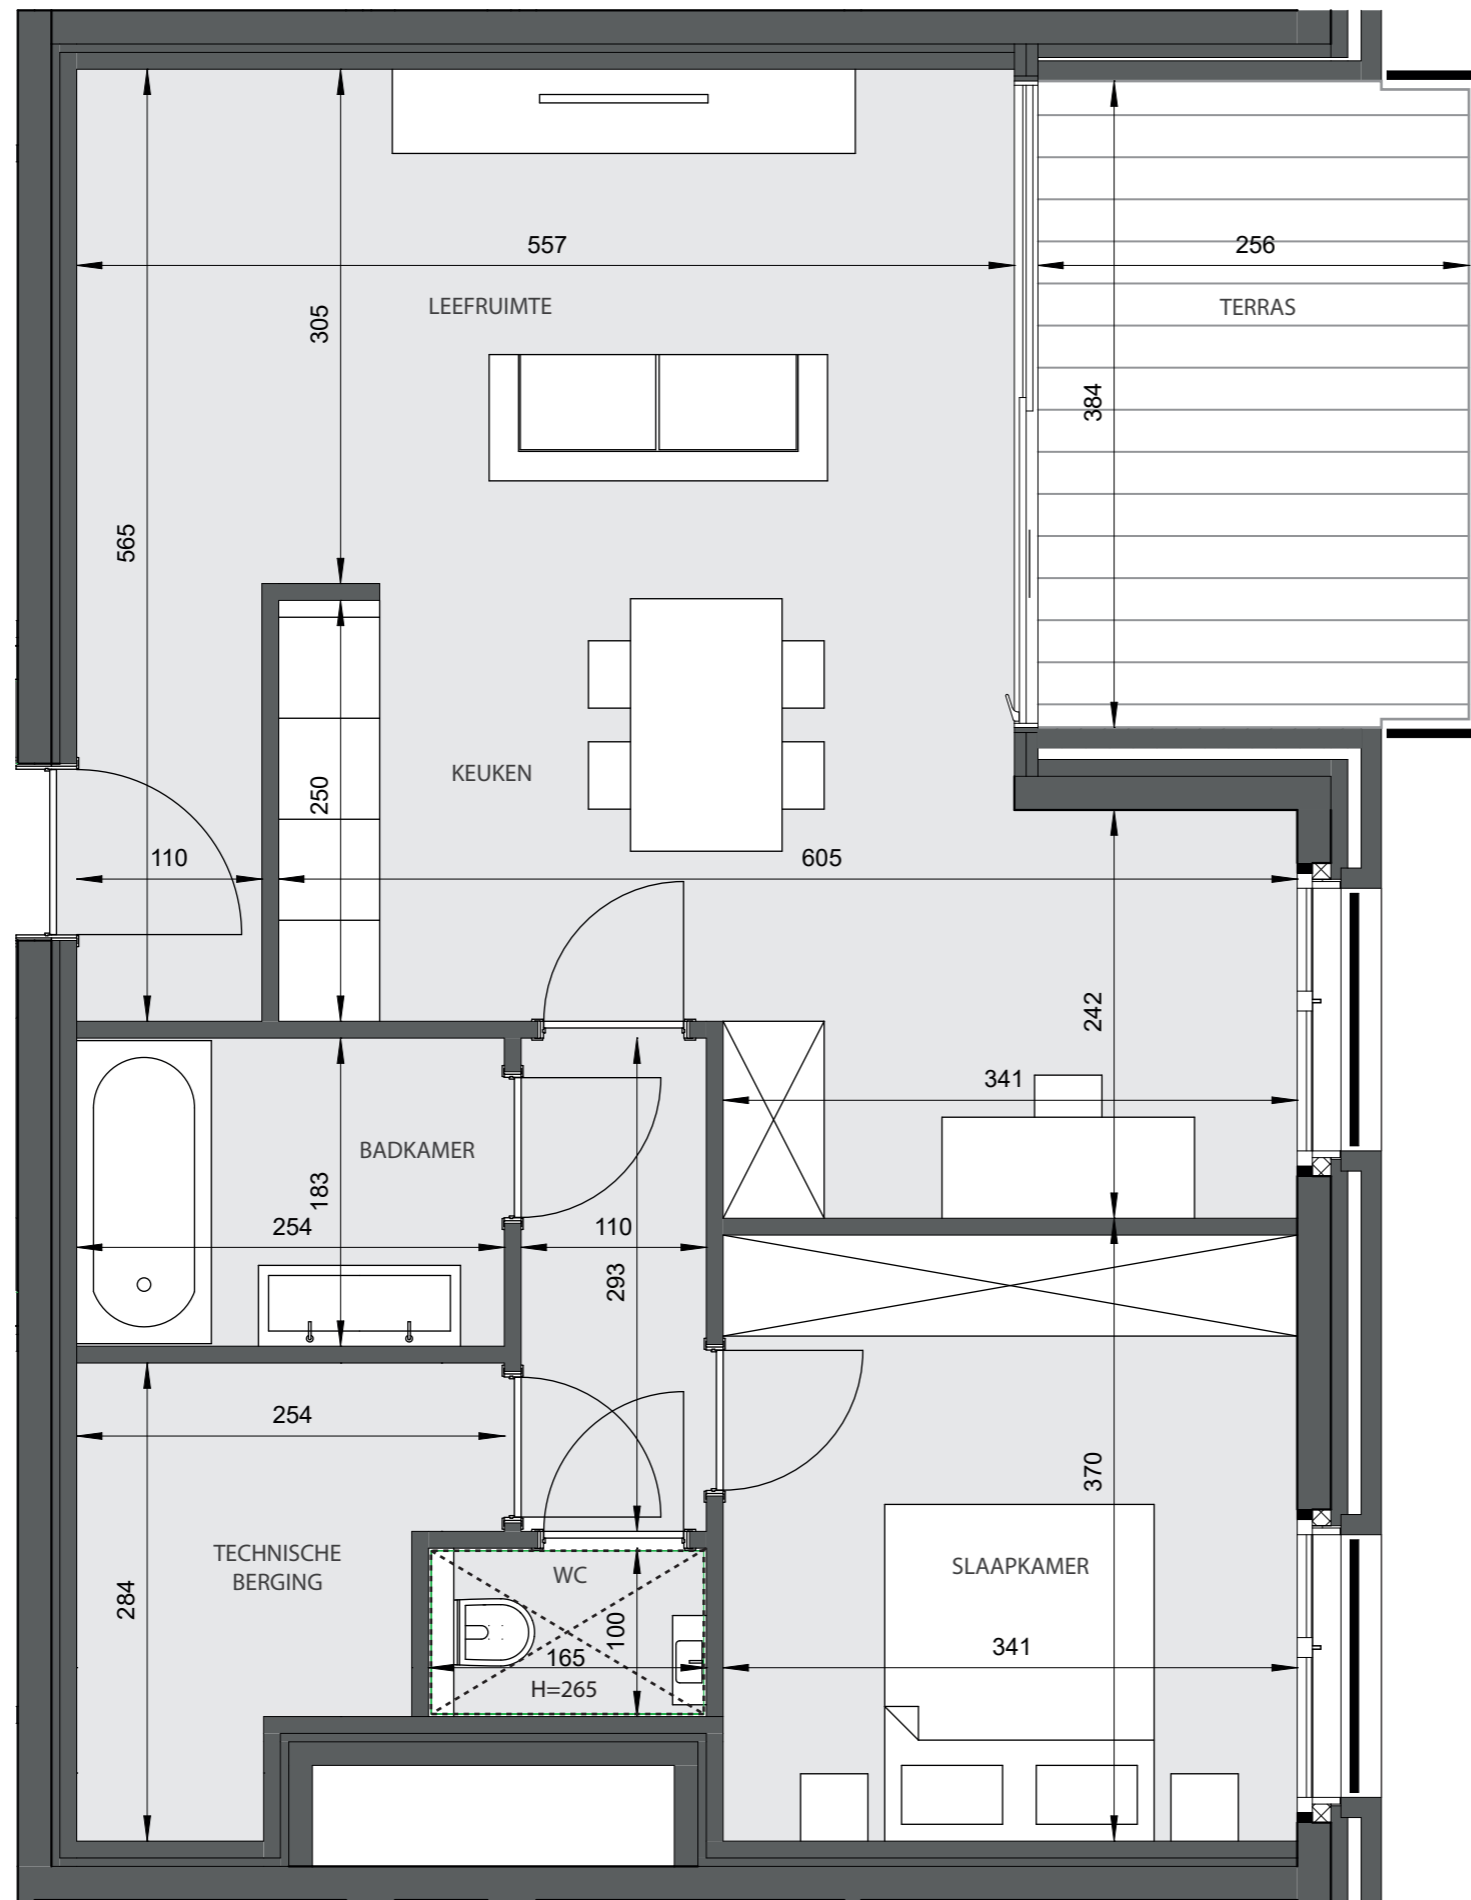 557
256
LEEFRUIMTE
TERRAS
305
384
565
KEUKEN
250
110
605
242
341
BADKAMER
183
254
110
293
254
370
TECHNISCHE
BERGING
WC
SLAAPKAMER
284
100
165
341
H=265